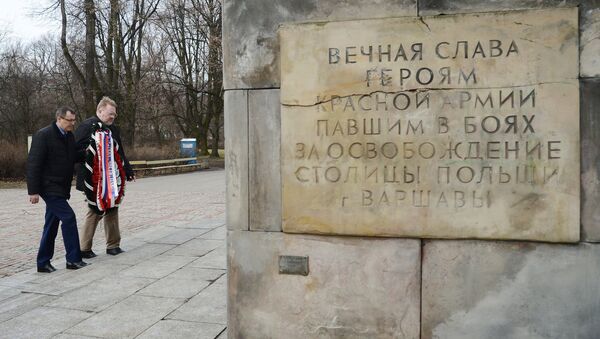 ВЕЧНАЯ СЛАВА
ГЕРОЯМ
КРАСНОЙ АРМИИ
ПАВШИМ В БОЯХ
ЗА ОСВОБОЖДЕНИЕ
СТОЛИЦЫ ПОЛЬШИ
г ВАРШАВЫ